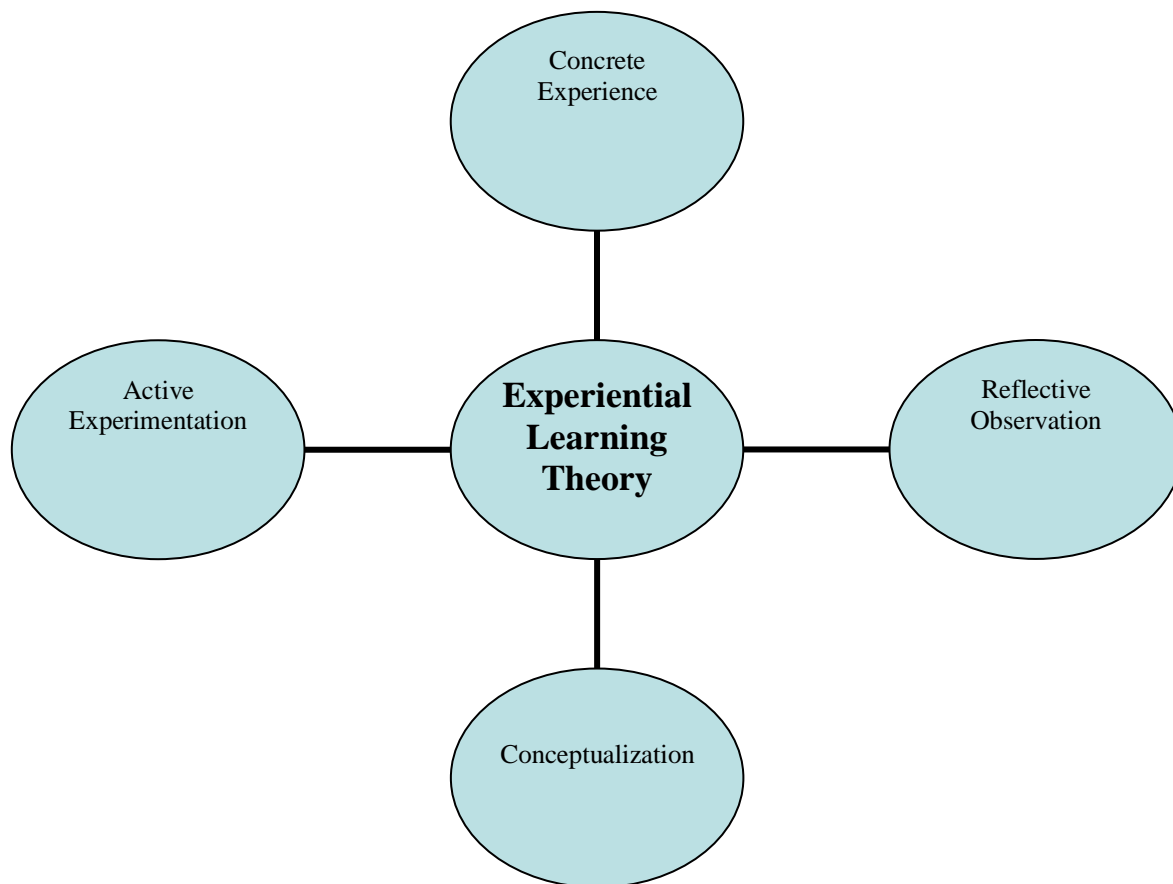 Concrete
Experience
Active
Experimentation
Experiential
Learning
Theory
Reflective
Observation
Conceptualization